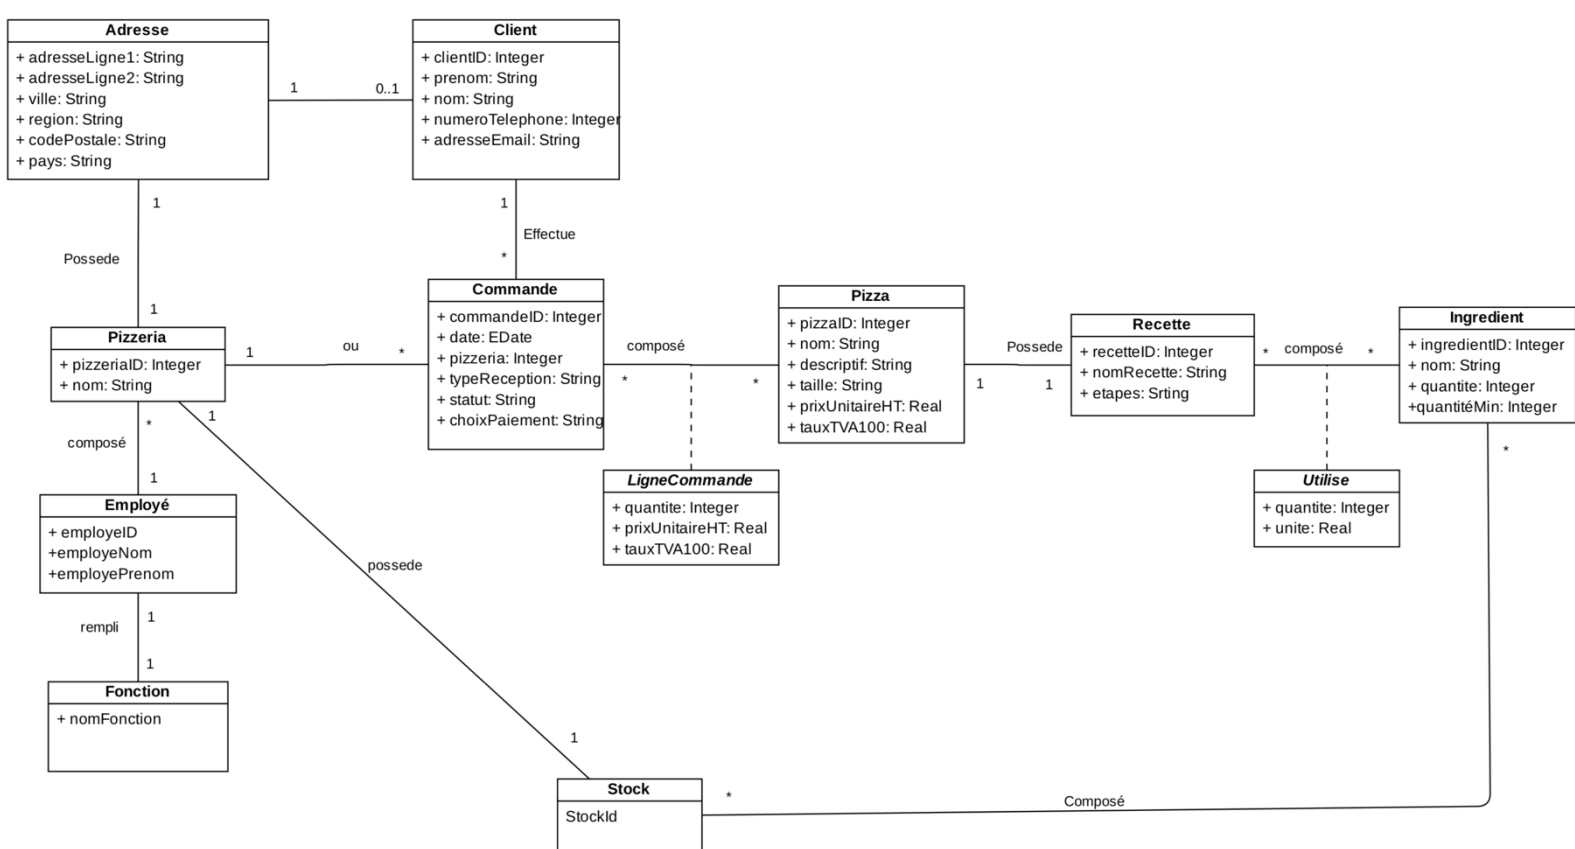 Adresse
+ adresseLigne1: String
+ adresseLigne2: String
+ ville: String
+ region: String
+ codePostale: String
+ pays: String
1
0..1
Client
+ clientID: Integer
+ prenom: String
+ nom: String
+ numeroTelephone: Integer
+ adresseEmail: String
1
Possede
1
1
Effectue
*
Pizzeria
+ pizzeriaID: Integer
+ nom: String
1
ou
*
Commande
+ commandeID: Integer
+ date: EDate
+ pizzeria: Integer
+ typeReception: String
+ statut: String
+ choixPaiement: String
composé
*
*
Pizza
+ pizzaID: Integer
+ nom: String
+ descriptif: String
+ taille: String
+ prixUnitaireHT: Real
+ tauxTVA100: Real
Possede
1
1
Recette
+ recetteID: Integer
+ nomRecette: String
+ etapes: Srting
*
composé
*
Ingredient
+ ingredientID: Integer
+ nom: String
+ quantite: Integer
+quantitéMin: Integer
*
composé
1
1
LigneCommande
+ quantite: Integer
+ prixUnitaireHT: Real
+ tauxTVA100: Real
Utilise
+ quantite: Integer
+ unite: Real
*
Employé
+ employeID
+employeNom
+employePrenom
possede
1
rempli
1
Fonction
+ nomFonction
1
Stock
StockId
*
Composé